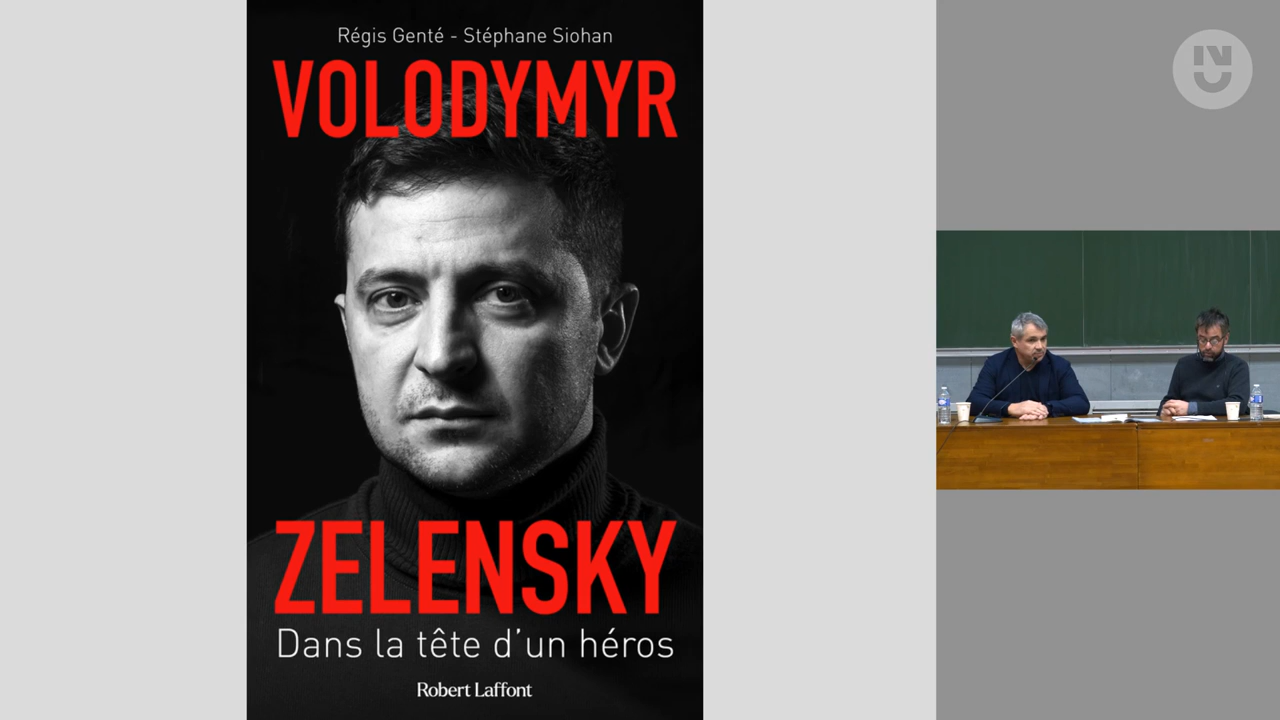 Régis Genté - Stéphane Siohan
VOLODYMYR
ZELENSKY
Dans la tête d'un héros
Robert Laffont